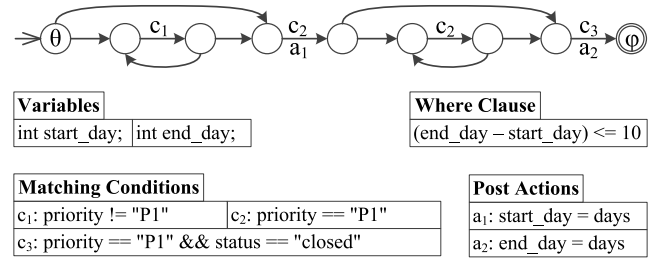 θ c₁ c₂ c₂ c₃ φ
a₁ a₂
Variables
int start_day; int end_day;
Where Clause
(end_day – start_day) <= 10
Matching Conditions
c₁: priority != "P1" c₂: priority == "P1"
c₃: priority == "P1" && status == "closed"
Post Actions
a₁: start_day = days
a₂: end_day = days